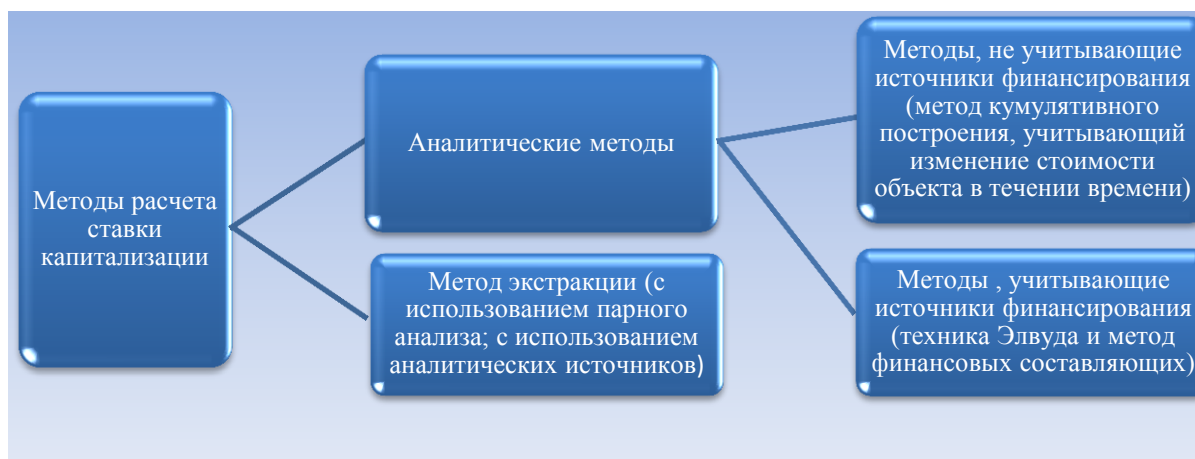 Методы расчета
ставки
капитализации
Аналитические методы
Метод экстракции (с
использованием парного
анализа; с использованием
аналитических источников)
Методы, не учитывающие
источники финансирования
(метод кумулятивного
построения, учитывающий
изменение стоимости
объекта в течении времени)
Методы , учитывающие
источники финансирования
(техника Элвуда и метод
финансовых составляющих)